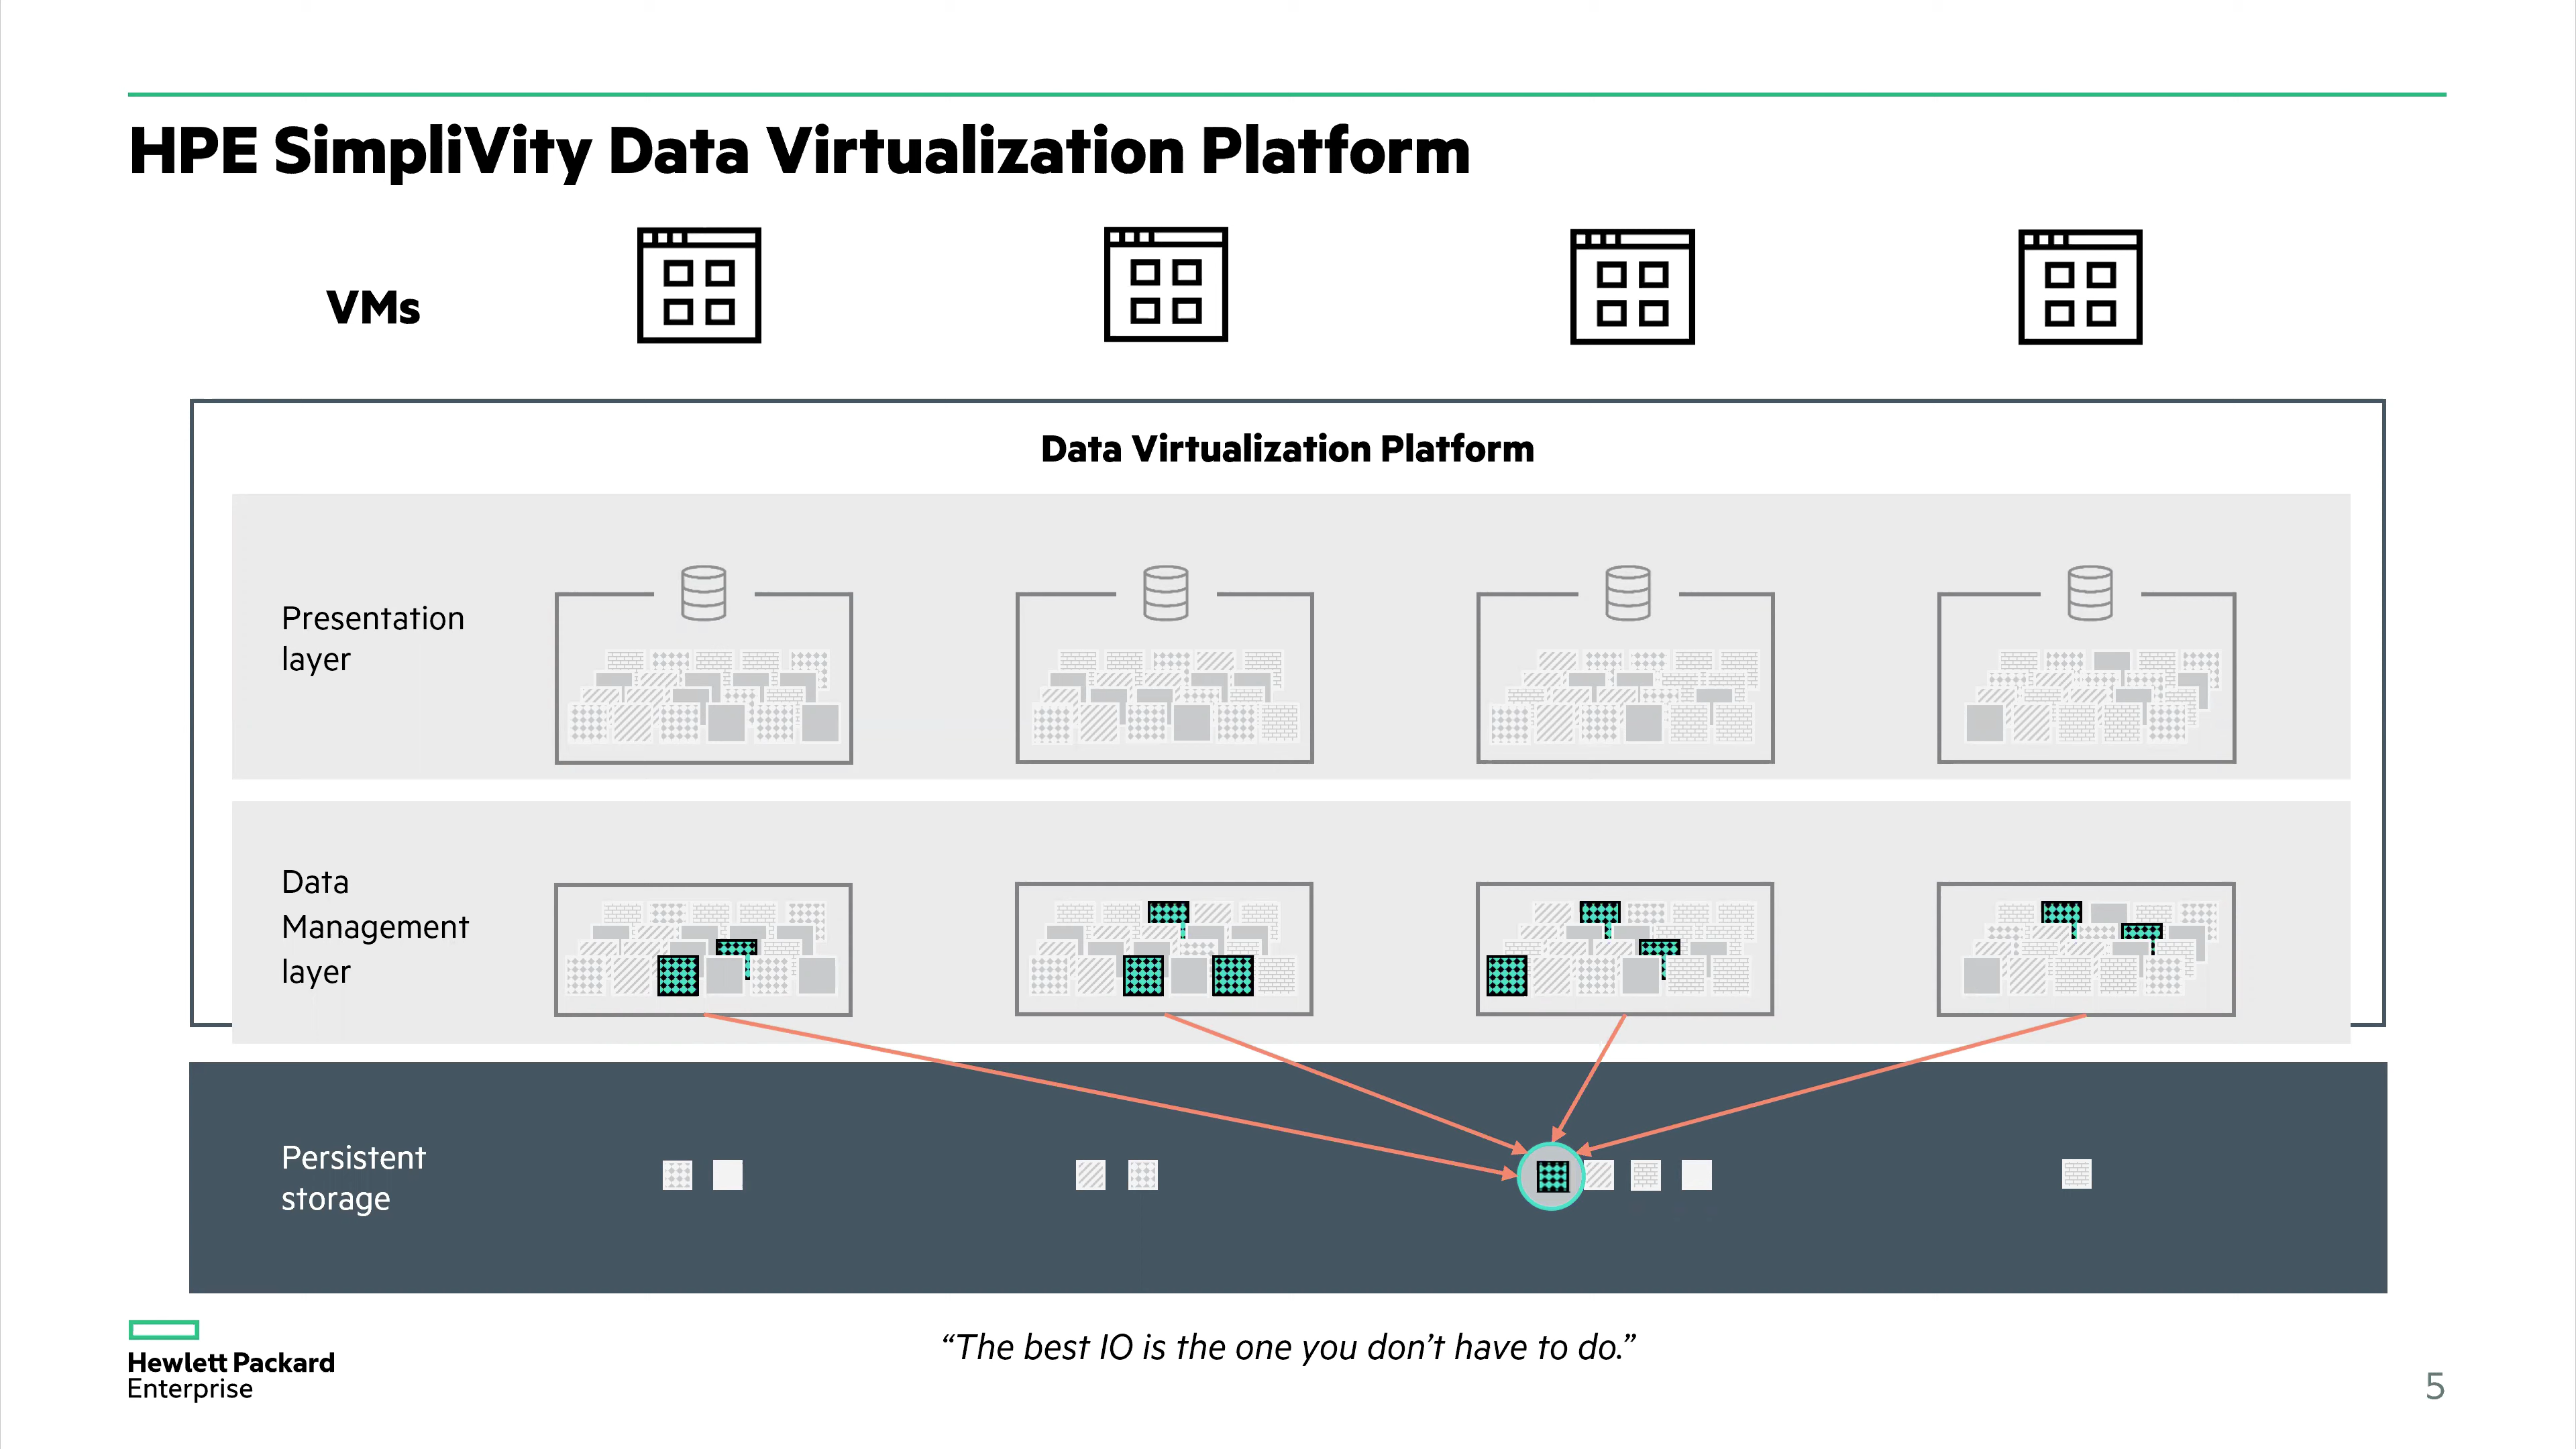 HPE SimpliVity Data Virtualization Platform
VMs
Data Virtualization Platform
Presentation
layer
Data
Management
layer
Persistent
storage
“The best IO is the one you don’t have to do.”
Hewlett Packard
Enterprise
5